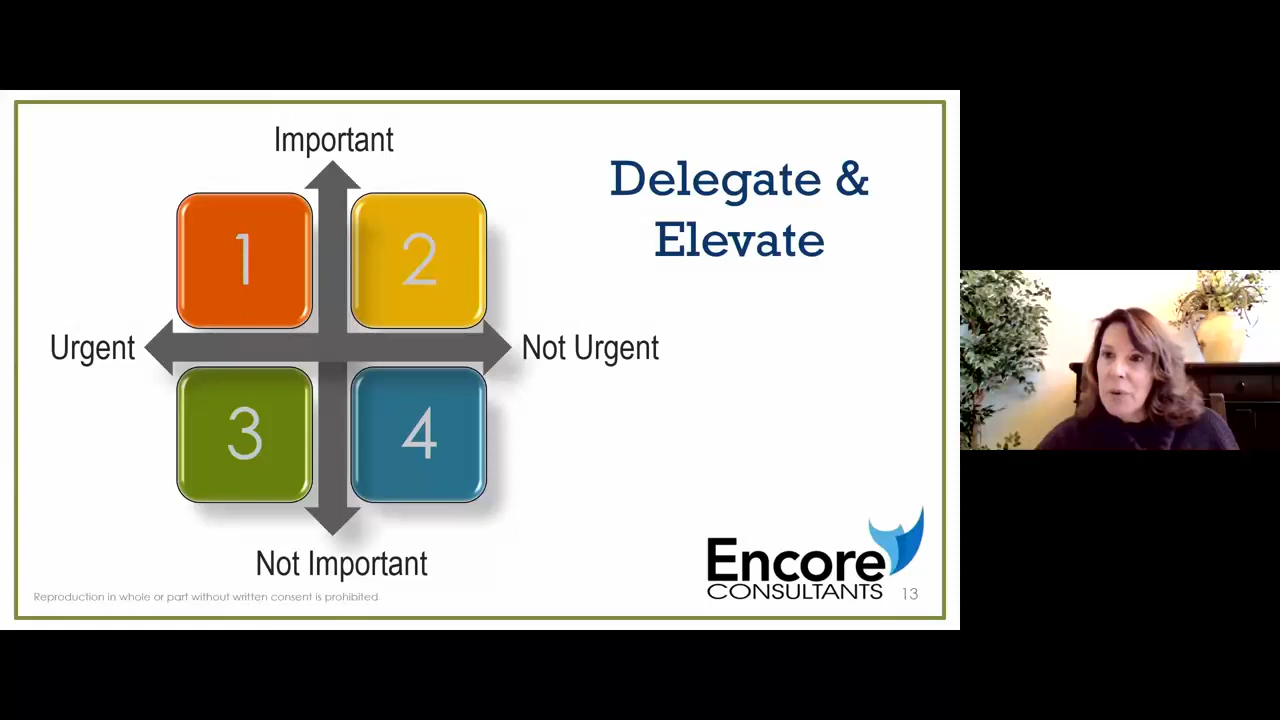 Important
Delegate &
Elevate
1
2
Urgent
Not Urgent
3
4
Not Important
Encore
CONSULTANTS
13
Reproduction in whole or part without written consent is prohibited